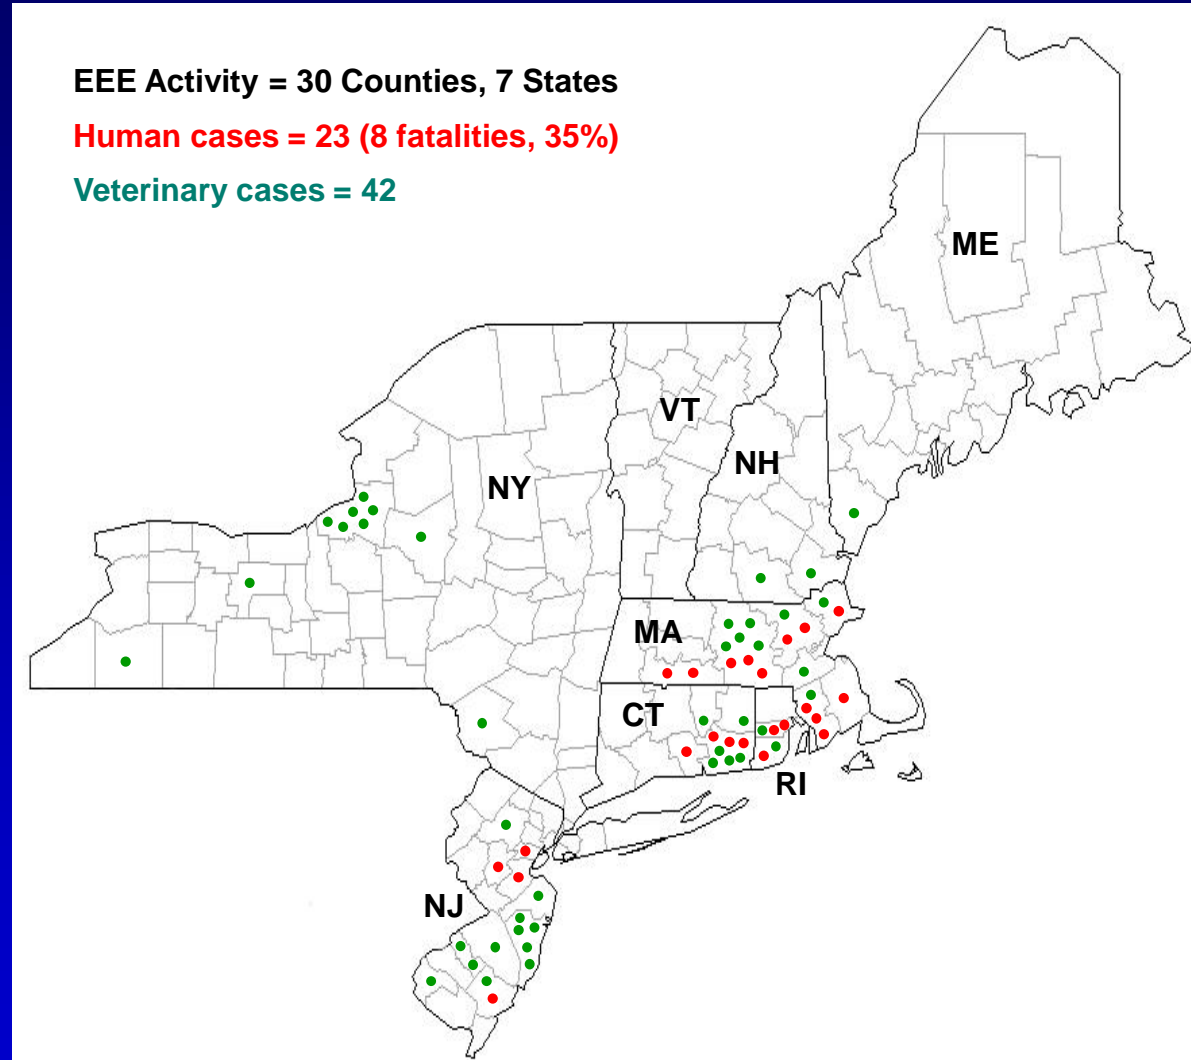 EEE Activity = 30 Counties, 7 States
Human cases = 23 (8 fatalities, 35%)
Veterinary cases = 42
ME
VT
NH
NY
MA
CT
RI
NJ